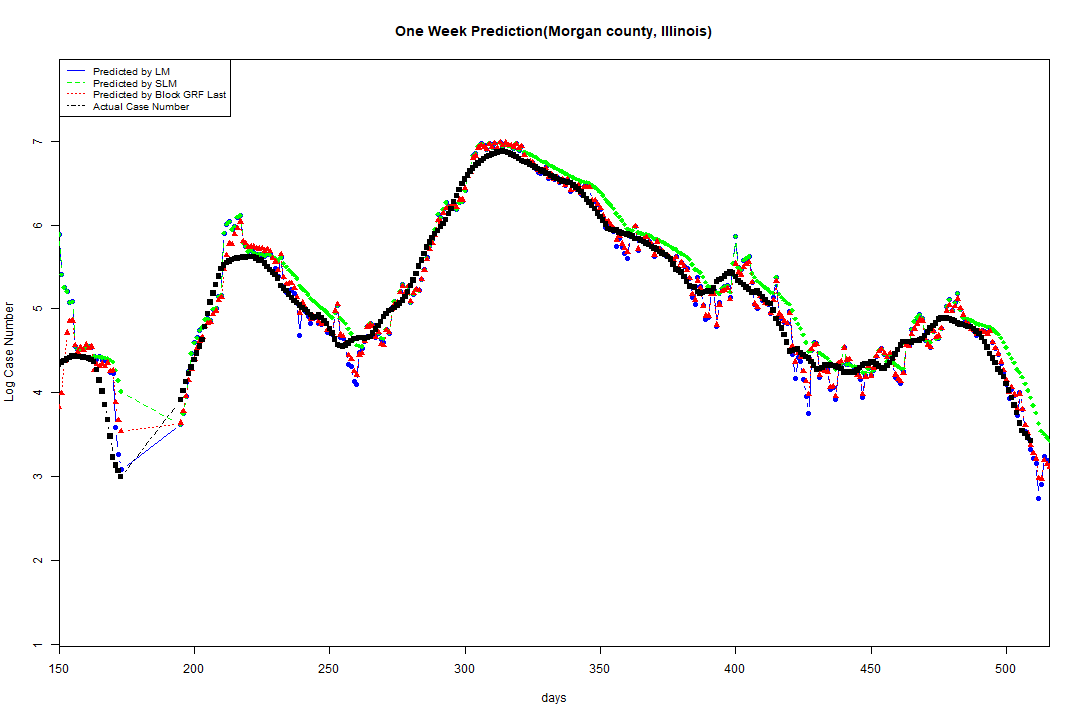 One Week Prediction(Morgan county, Illinois)
Predicted by LM
Predicted by SLM
Predicted by Block GRF Last
Actual Case Number
Log Case Number
7
6
5
4
3
2
1
150 200 250 300 350 400 450 500
days